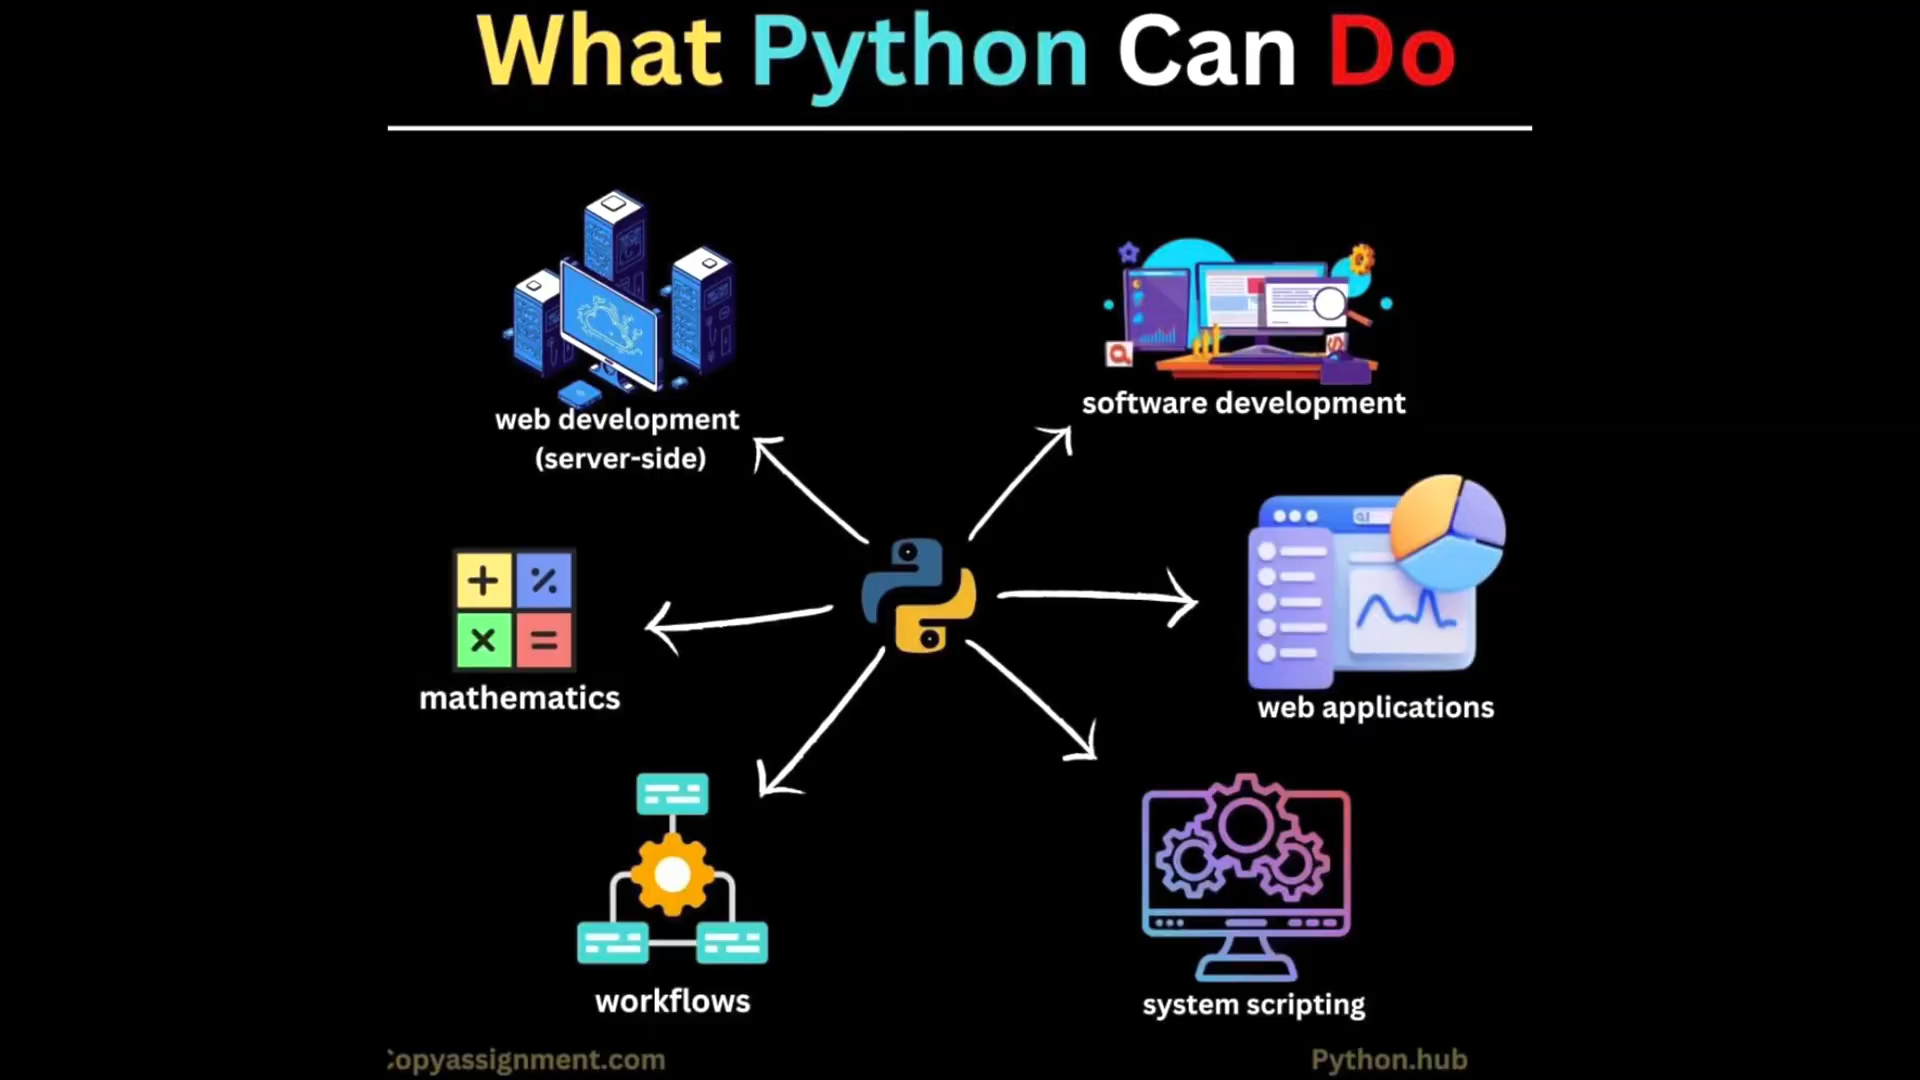 What Python Can Do
web development
(server-side)
software development
mathematics
web applications
workflows
system scripting
copyassignment.com
Python.hub